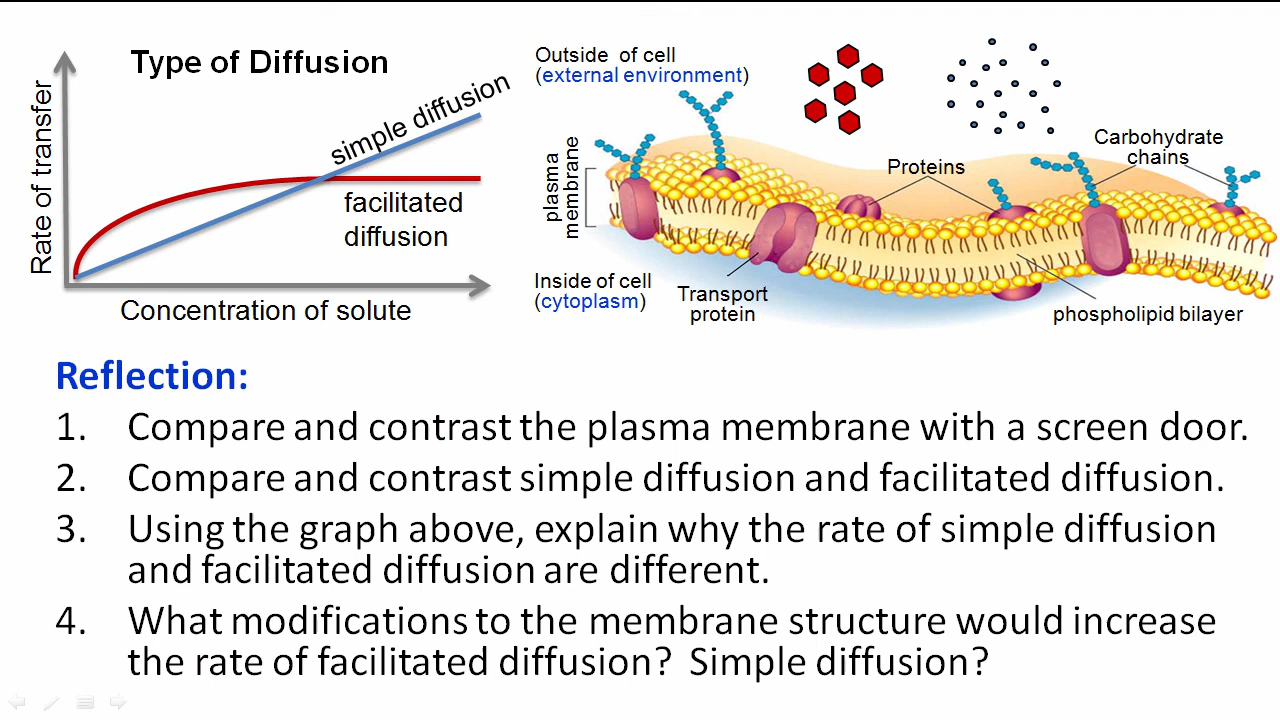 Type of Diffusion
Rate of transfer
simple diffusion
facilitated
diffusion
Concentration of solute
Outside of cell
(external environment)
plasma
membrane
Proteins
Carbohydrate
chains
Inside of cell
(cytoplasm)
Transport
protein
phospholipid bilayer
Reflection:
1. Compare and contrast the plasma membrane with a screen door.
2. Compare and contrast simple diffusion and facilitated diffusion.
3. Using the graph above, explain why the rate of simple diffusion
and facilitated diffusion are different.
4. What modifications to the membrane structure would increase
the rate of facilitated diffusion? Simple diffusion?